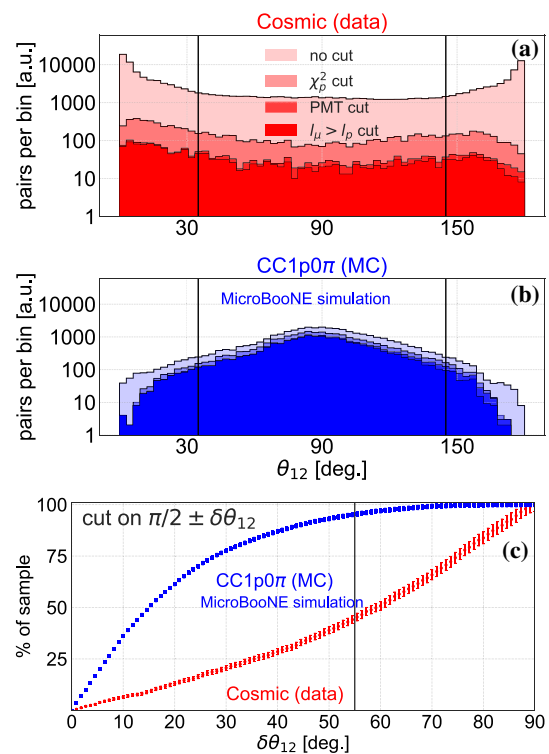 Cosmic (data)
(a)
pairs per bin [a.u.]
10000
1000
100
10
1
no cut
χ²ₚ cut
PMT cut
lμ > lₚ cut
30
90
150
CC1p0π (MC)
(b)
MicroBooNE simulation
pairs per bin [a.u.]
10000
1000
100
10
1
30
90
150
θ₁₂ [deg.]
cut on π/2 ± δθ₁₂
(c)
% of sample
100
75
50
25
CC1p0π (MC)
MicroBooNE simulation
Cosmic (data)
0 10 20 30 40 50 60 70 80 90
δθ₁₂ [deg.]